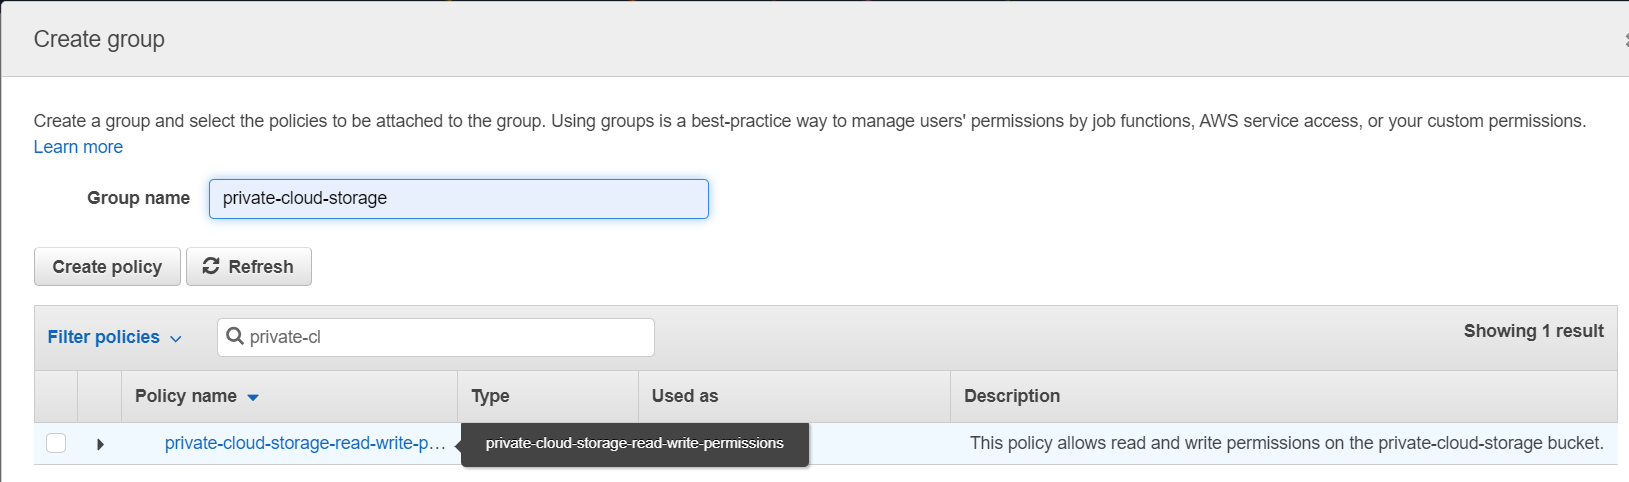 Create group
Create a group and select the policies to be attached to the group. Using groups is a best-practice way to manage users' permissions by job functions, AWS service access, or your custom permissions.
Learn more
Group name private-cloud-storage
Create policy Refresh
Filter policies private-cl Showing 1 result
Policy name Type Used as Description
private-cloud-storage-read-write-p... private-cloud-storage-read-write-permissions This policy allows read and write permissions on the private-cloud-storage bucket.